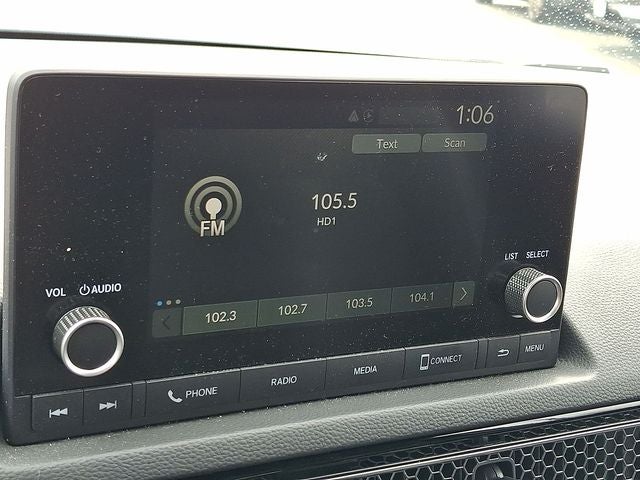 1:06
Text Scan
105.5
HD1
FM
LIST SELECT
VOL AUDIO
102.3 102.7 103.5 104.1
PHONE RADIO MEDIA CONNECT MENU